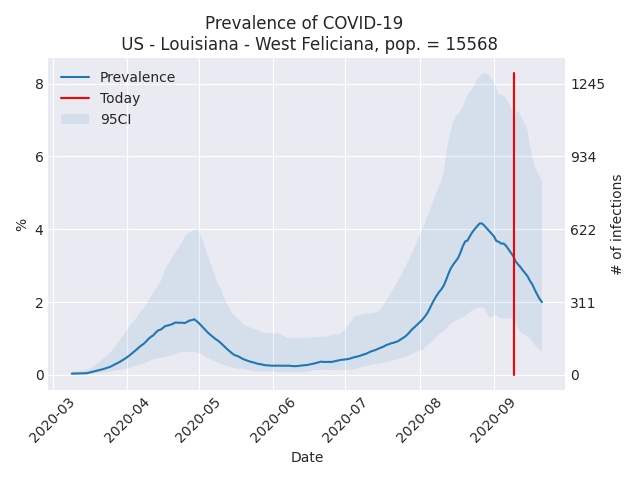 Prevalence of COVID-19
US - Louisiana - West Feliciana, pop. = 15568
Prevalence
Today
95CI
8
6
4
2
0
%
1245
934
622
311
0
# of infections
2020-03
2020-04
2020-05
2020-06
2020-07
2020-08
2020-09
Date